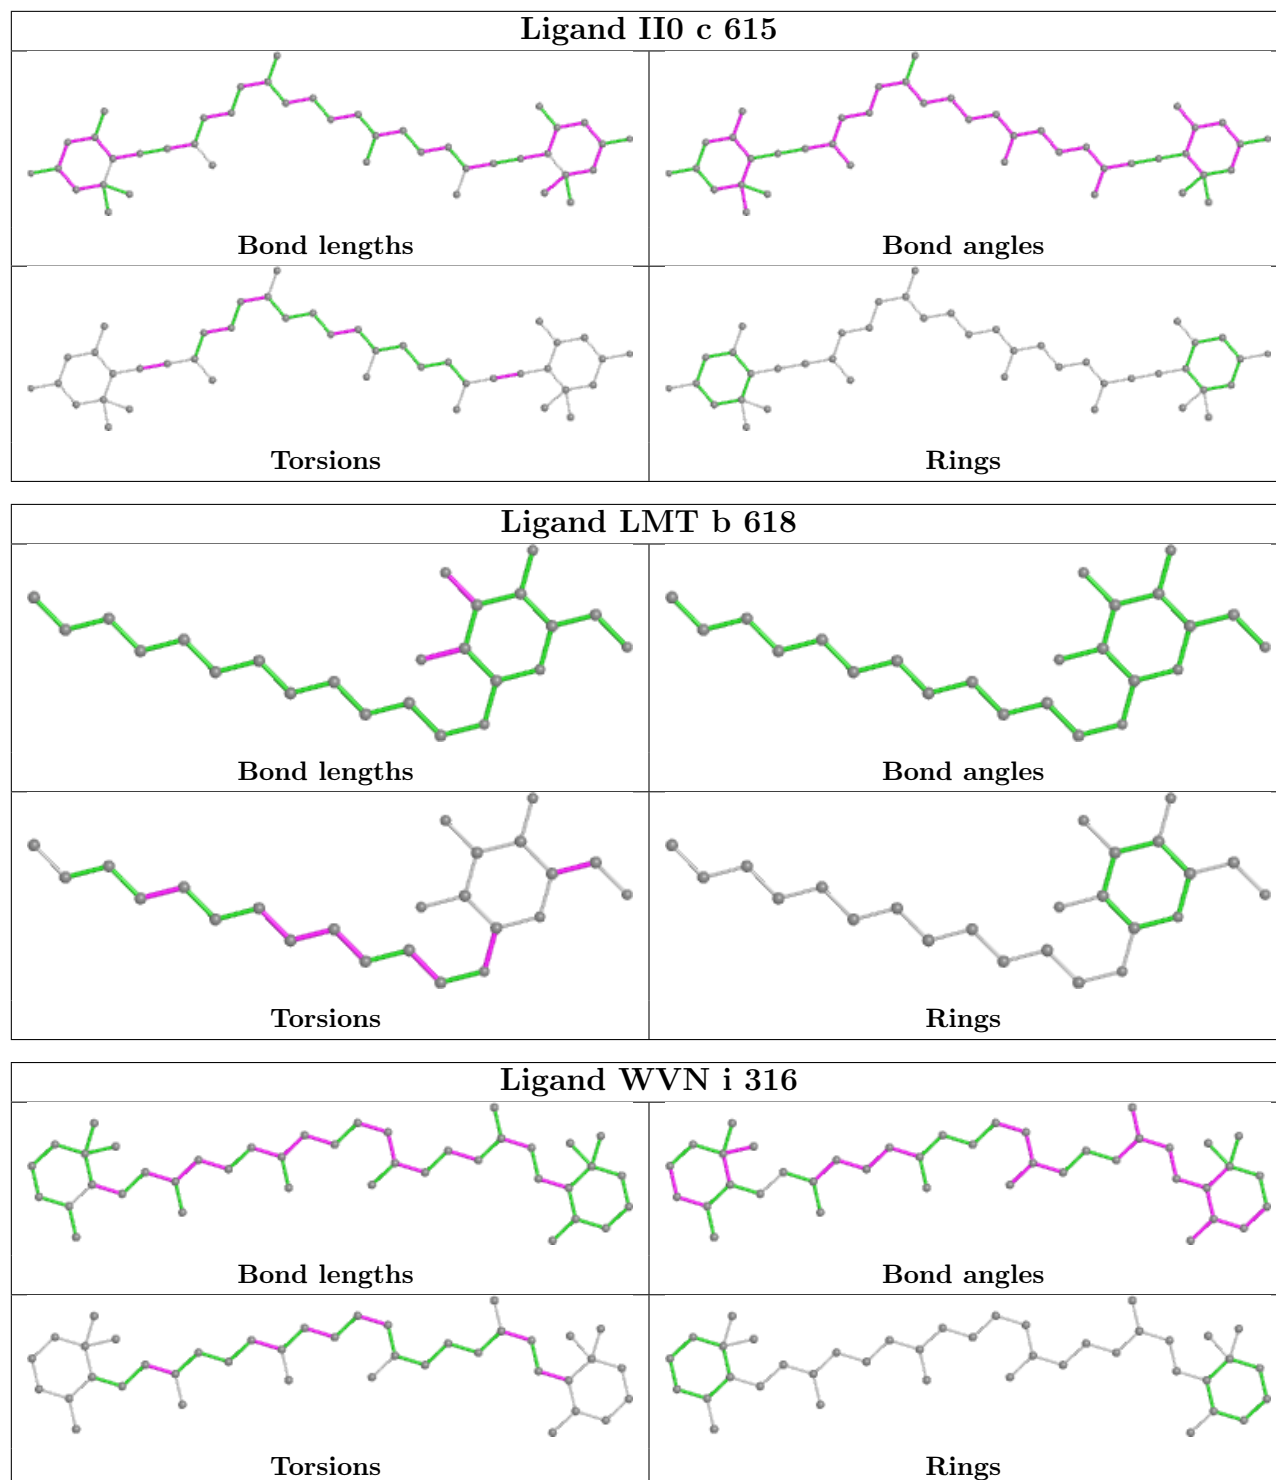 Ligand II0 c 615
Bond lengths
Bond angles
Torsions
Rings
Ligand LMT b 618
Bond lengths
Bond angles
Torsions
Rings
Ligand WVN i 316
Bond lengths
Bond angles
Torsions
Rings